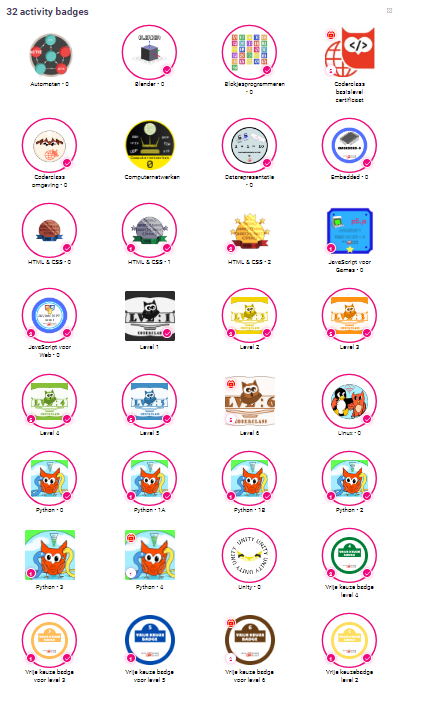 32 activity badges
Automaten • 0
Blender • 0
Blokjesprogrammeren
• 0
Coderclass
basislevel
certificaat
Coderclass
omgeving • 0
Computernetwerken
0
Datarepresentatie
• 0
Embedded • 0
HTML & CSS • 0
HTML & CSS • 1
HTML & CSS • 2
JavaScript voor
Games • 0
JavaScript voor
Web • 0
Level 1
Level 2
Level 3
Level 4
Level 5
Level 6
Linux • 0
Python • 0
Python • 1A
Python • 1B
Python • 2
Python • 3
Python • 4
UNITY UNITY UNITY
Unity • 0
Vrije keuze badge
level 4
Vrije keuze badge
voor level 3
Vrije keuze badge
voor level 5
Vrije keuze badge
voor level 6
Vrije keuzebadge
level 2